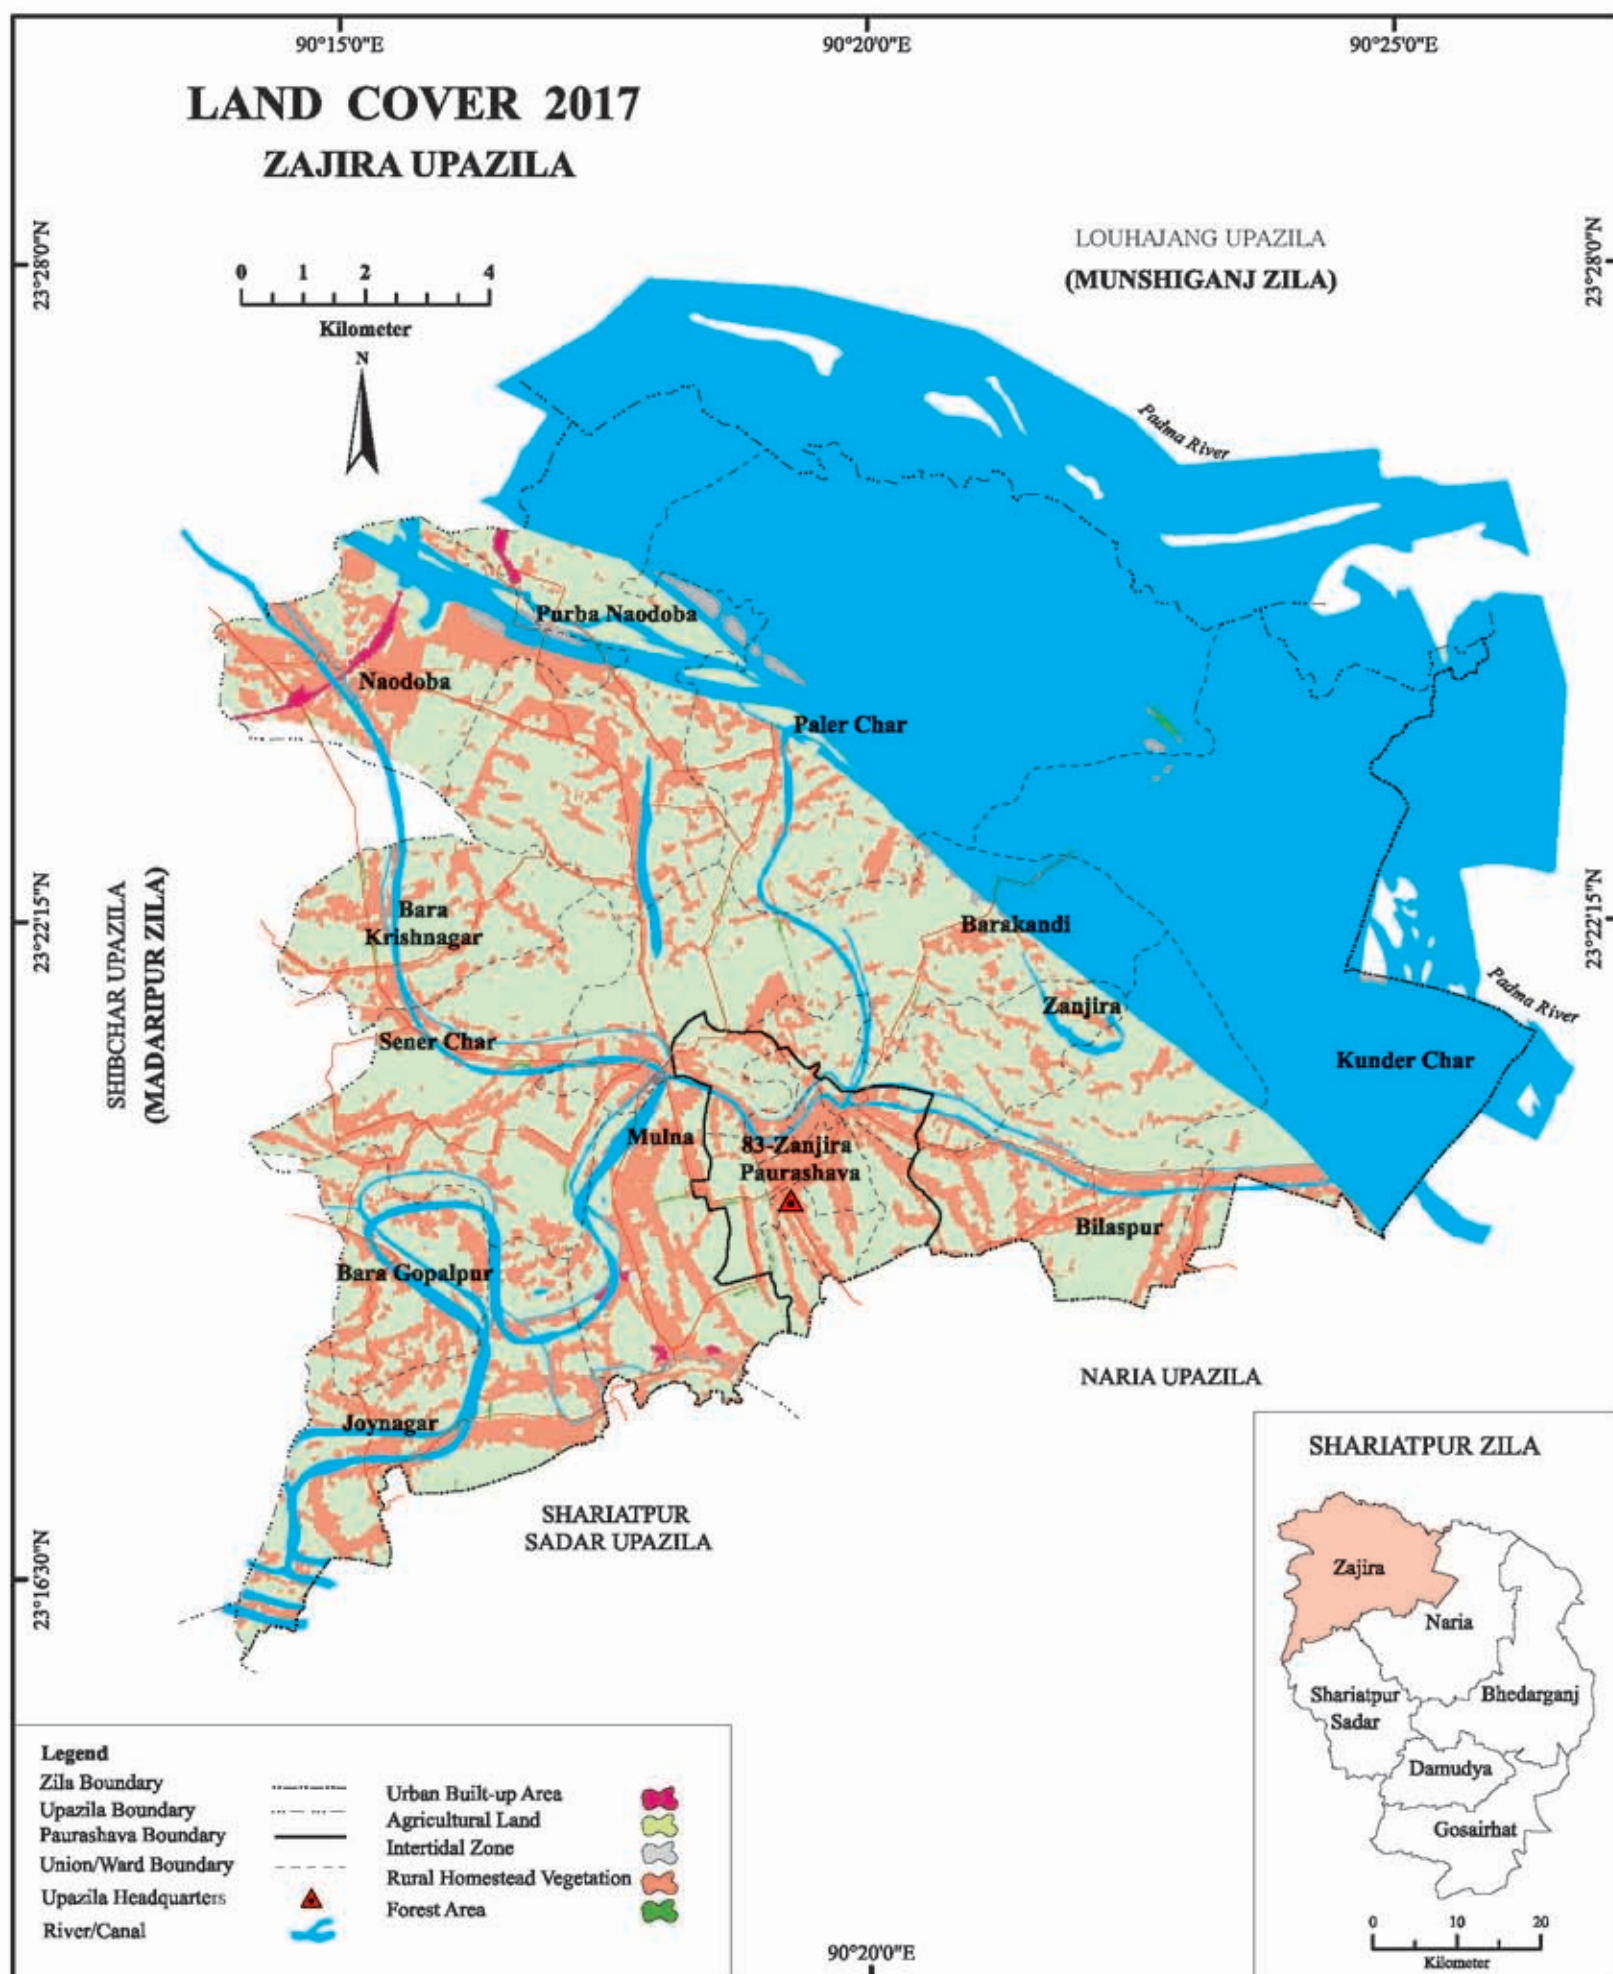 90°15'0"E
90°20'0"E
90°25'0"E
LAND COVER 2017
ZAJIRA UPAZILA
23°28'0"N
23°28'0"N
LOUHAJANG UPAZILA
(MUNSHIGANJ ZILA)
0 1 2 4
Kilometer
N
Padma River
Purba Naodoba
Naodoba
Paler Char
23°22'15"N
23°22'15"N
SHIBCHAR UPAZILA
(MADARIPUR ZILA)
Bara
Krishnagar
Barakandi
Zanjira
Padma River
Sener Char
Kunder Char
Mulna
83-Zanjira
Paurashava
Bilaspur
Bara Gopalpur
NARIA UPAZILA
Joynagar
SHARIATPUR
SADAR UPAZILA
23°16'30"N
SHARIATPUR ZILA
Zajira
Naria
Shariatpur
Sadar
Bhedarganj
Damudya
Gosairhat
0 10 20
Kilometer
Legend
Zila Boundary
Upazila Boundary
Paurashava Boundary
Union/Ward Boundary
Upazila Headquarters
River/Canal
Urban Built-up Area
Agricultural Land
Intertidal Zone
Rural Homestead Vegetation
Forest Area
90°20'0"E